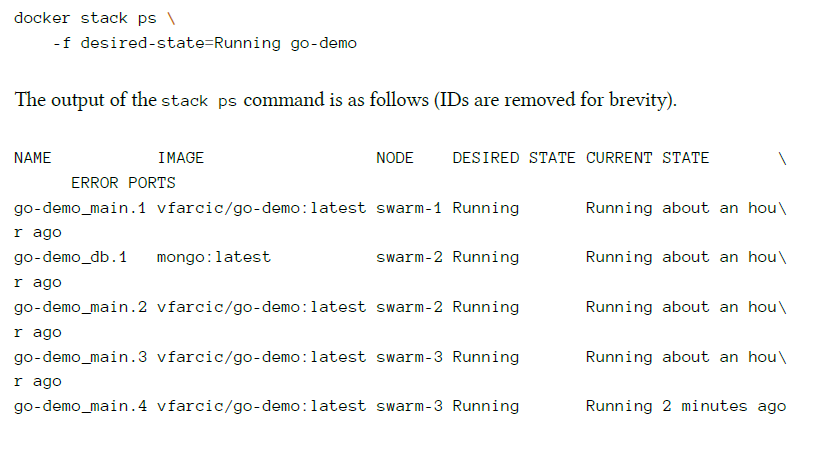 docker stack ps \
    -f desired-state=Running go-demo
The output of the stack ps command is as follows (IDs are removed for brevity).
NAME           IMAGE                  NODE    DESIRED STATE CURRENT STATE       \
      ERROR PORTS
go-demo_main.1 vfarcic/go-demo:latest swarm-1 Running       Running about an hou\
r ago
go-demo_db.1   mongo:latest           swarm-2 Running       Running about an hou\
r ago
go-demo_main.2 vfarcic/go-demo:latest swarm-2 Running       Running about an hou\
r ago
go-demo_main.3 vfarcic/go-demo:latest swarm-3 Running       Running about an hou\
r ago
go-demo_main.4 vfarcic/go-demo:latest swarm-3 Running       Running 2 minutes ago